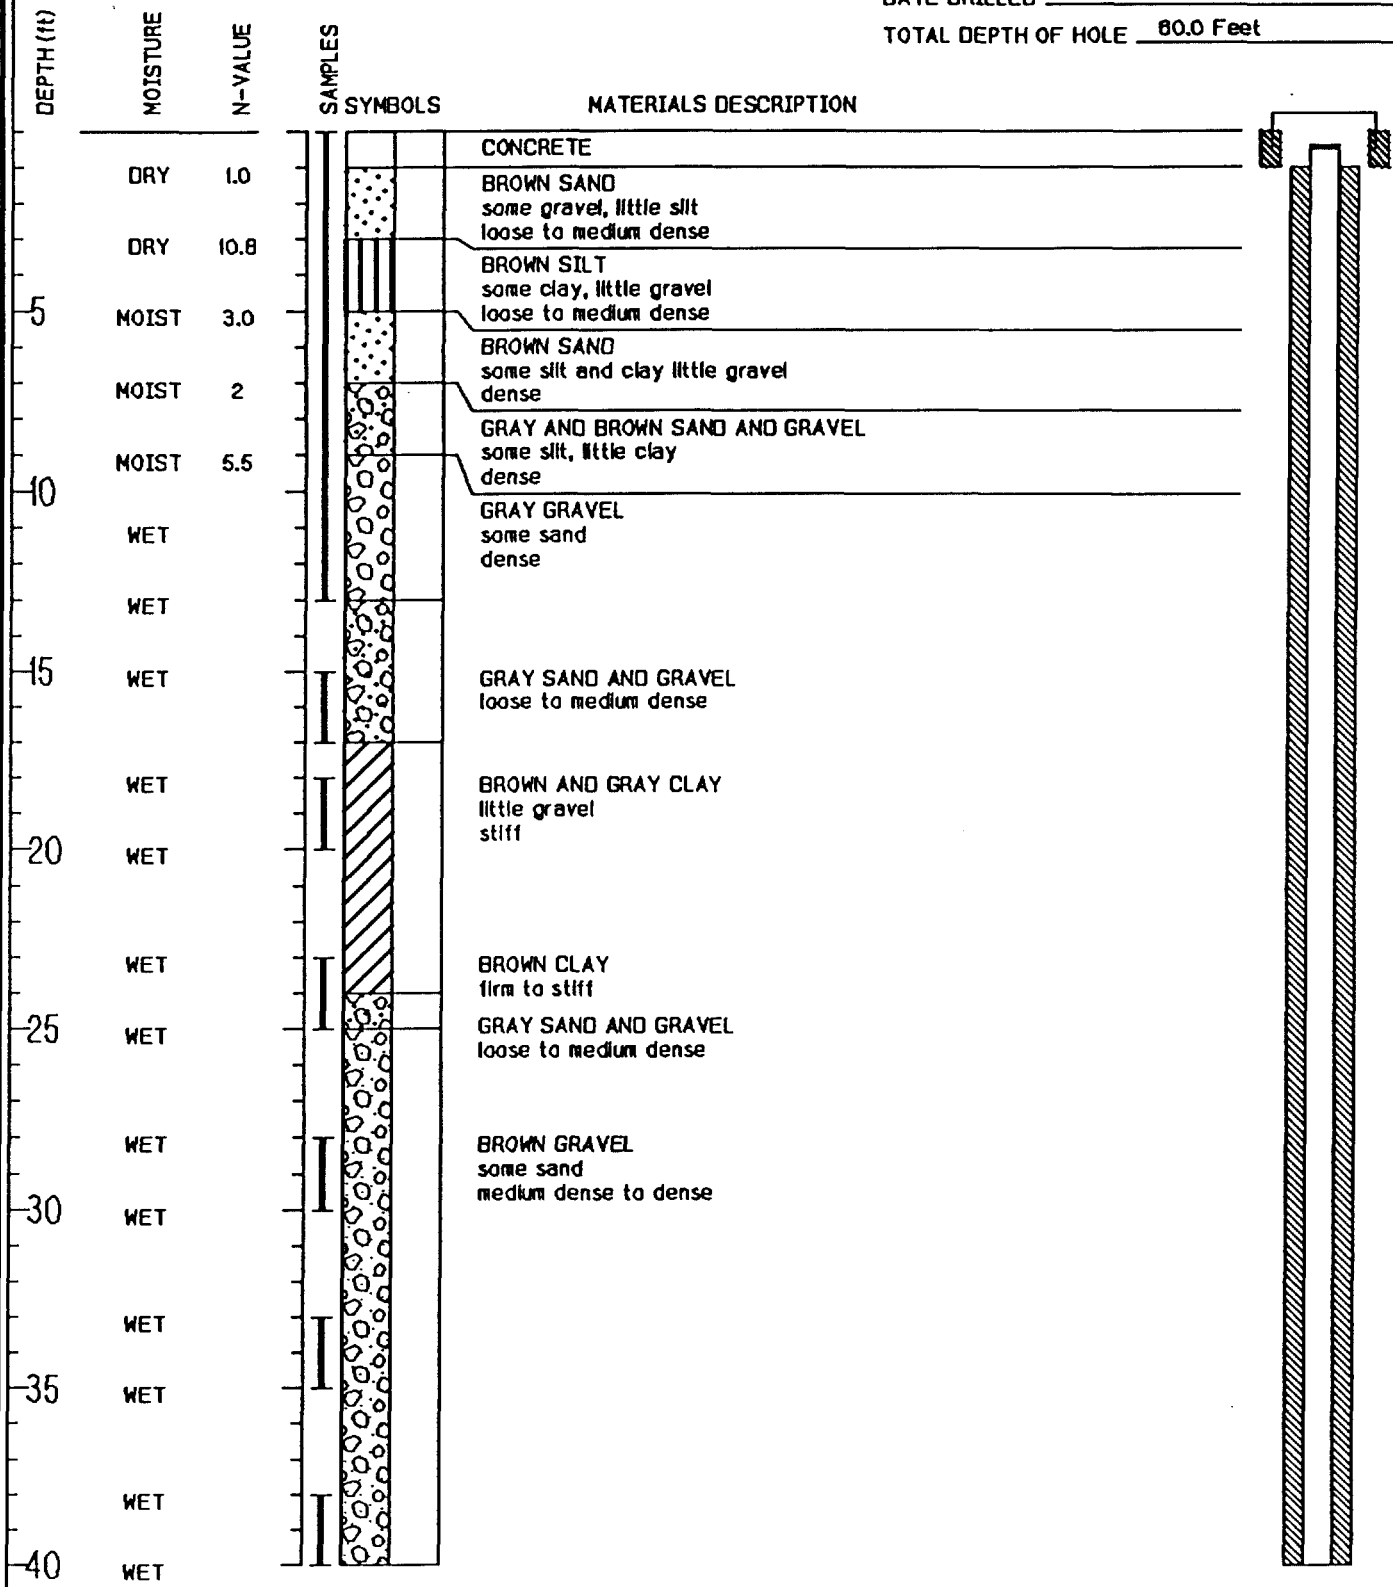 TOTAL DEPTH OF HOLE 80.0 Feet
DEPTH (ft) MOISTURE N-VALUE SAMPLES SYMBOLS MATERIALS DESCRIPTION
CONCRETE
DRY 1.0 BROWN SAND
some gravel, little silt
loose to medium dense
DRY 10.8
BROWN SILT
some clay, little gravel
5 MOIST 3.0 loose to medium dense
BROWN SAND
some silt and clay little gravel
MOIST 2 dense
GRAY AND BROWN SAND AND GRAVEL
some silt, little clay
MOIST 5.5 dense
10
GRAY GRAVEL
WET some sand
dense
WET
15 WET GRAY SAND AND GRAVEL
loose to medium dense
WET BROWN AND GRAY CLAY
little gravel
stiff
20 WET
WET BROWN CLAY
firm to stiff
25 WET GRAY SAND AND GRAVEL
loose to medium dense
WET BROWN GRAVEL
some sand
medium dense to dense
30 WET
WET
35 WET
WET
40 WET